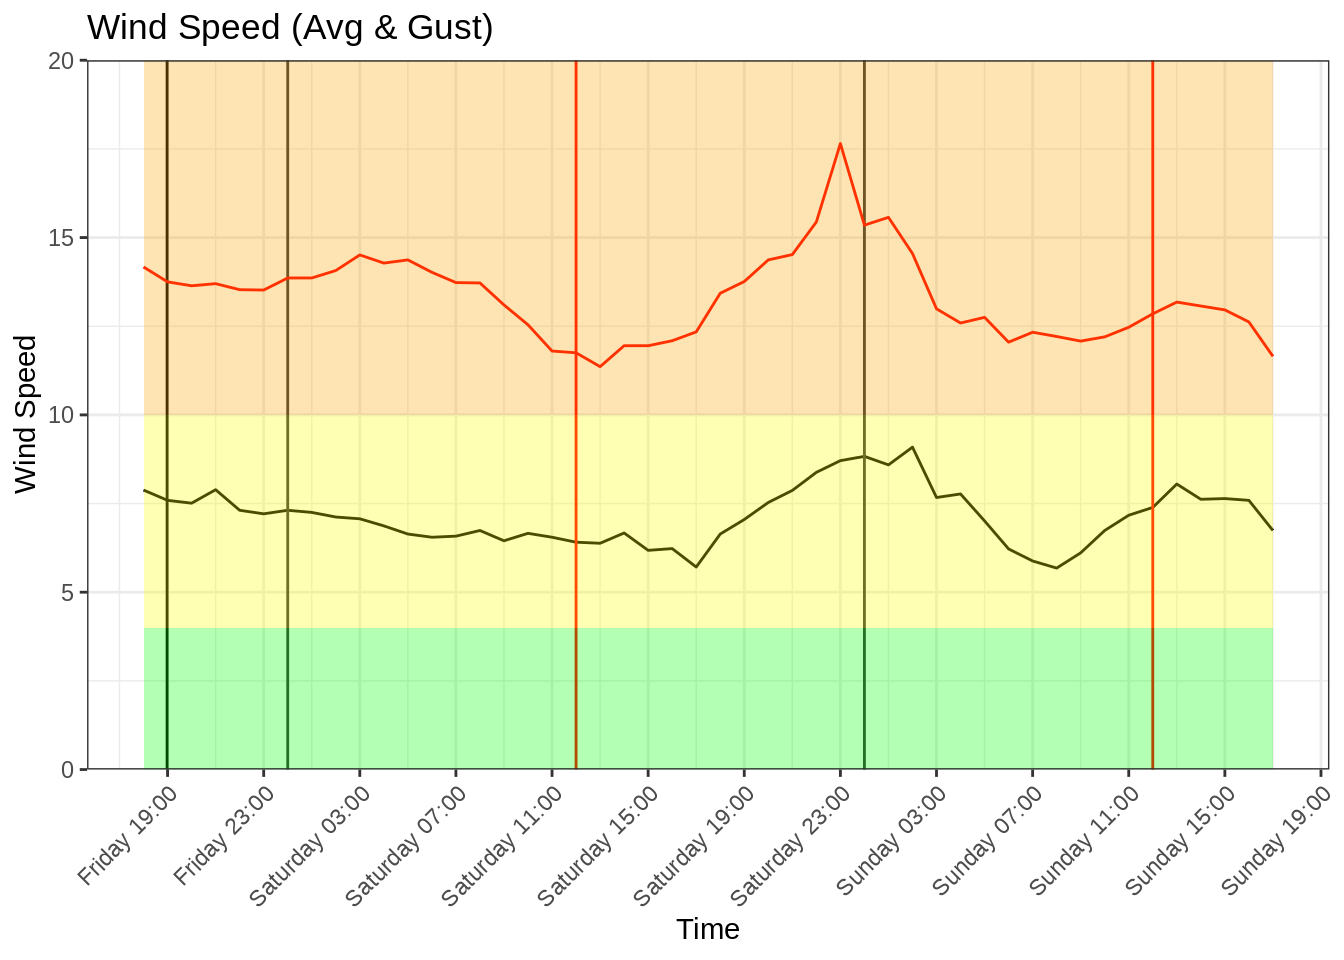 Wind Speed (Avg & Gust)
20
15
10
5
0
Wind Speed
Friday 19:00
Friday 23:00
Saturday 03:00
Saturday 07:00
Saturday 11:00
Saturday 15:00
Saturday 19:00
Saturday 23:00
Sunday 03:00
Sunday 07:00
Sunday 11:00
Sunday 15:00
Sunday 19:00
Time